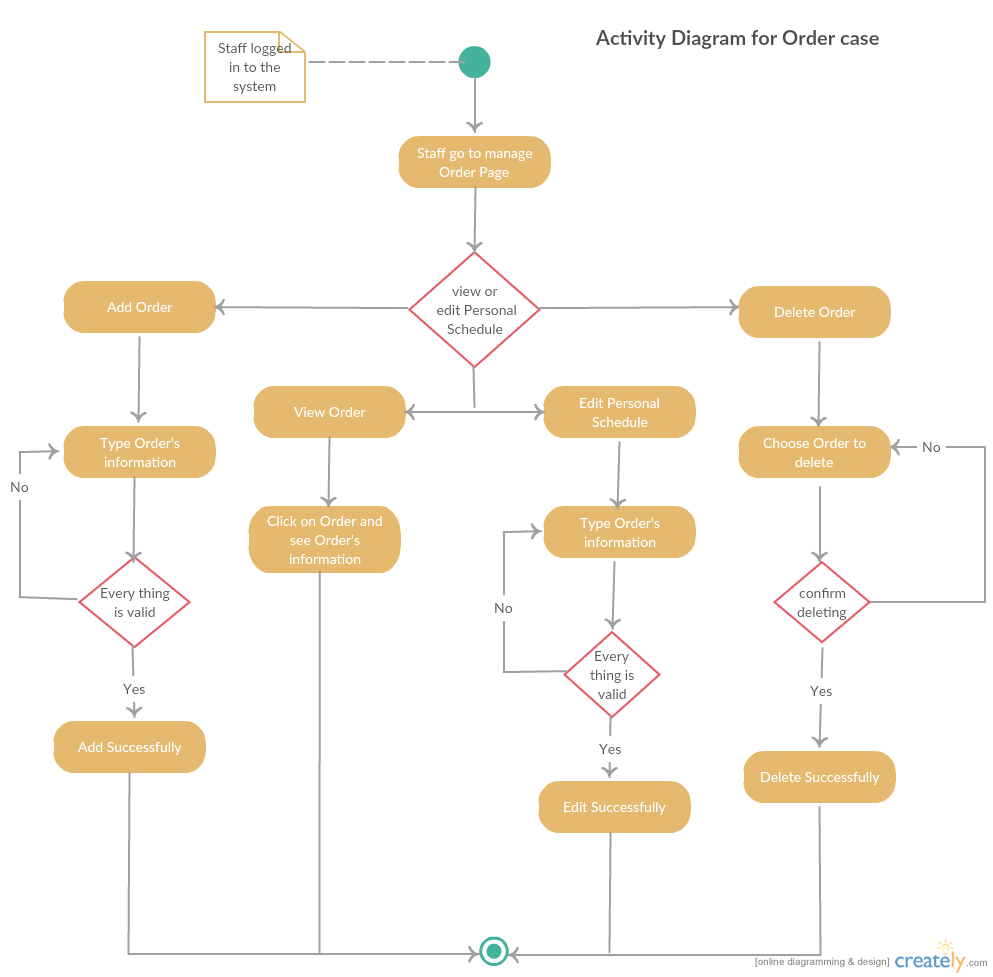 Activity Diagram for Order case
Staff logged
in to the
system
Staff go to manage
Order Page
view or
edit Personal
Schedule
Add Order
Delete Order
View Order
Edit Personal
Schedule
Type Order's
information
Choose Order to
delete
No
No
Click on Order and
see Order's
information
Type Order's
information
Every thing
is valid
No
confirm
deleting
Every
thing is
valid
Yes
Yes
Add Successfully
Yes
Delete Successfully
Edit Successfully
[online diagramming & design] creately.com